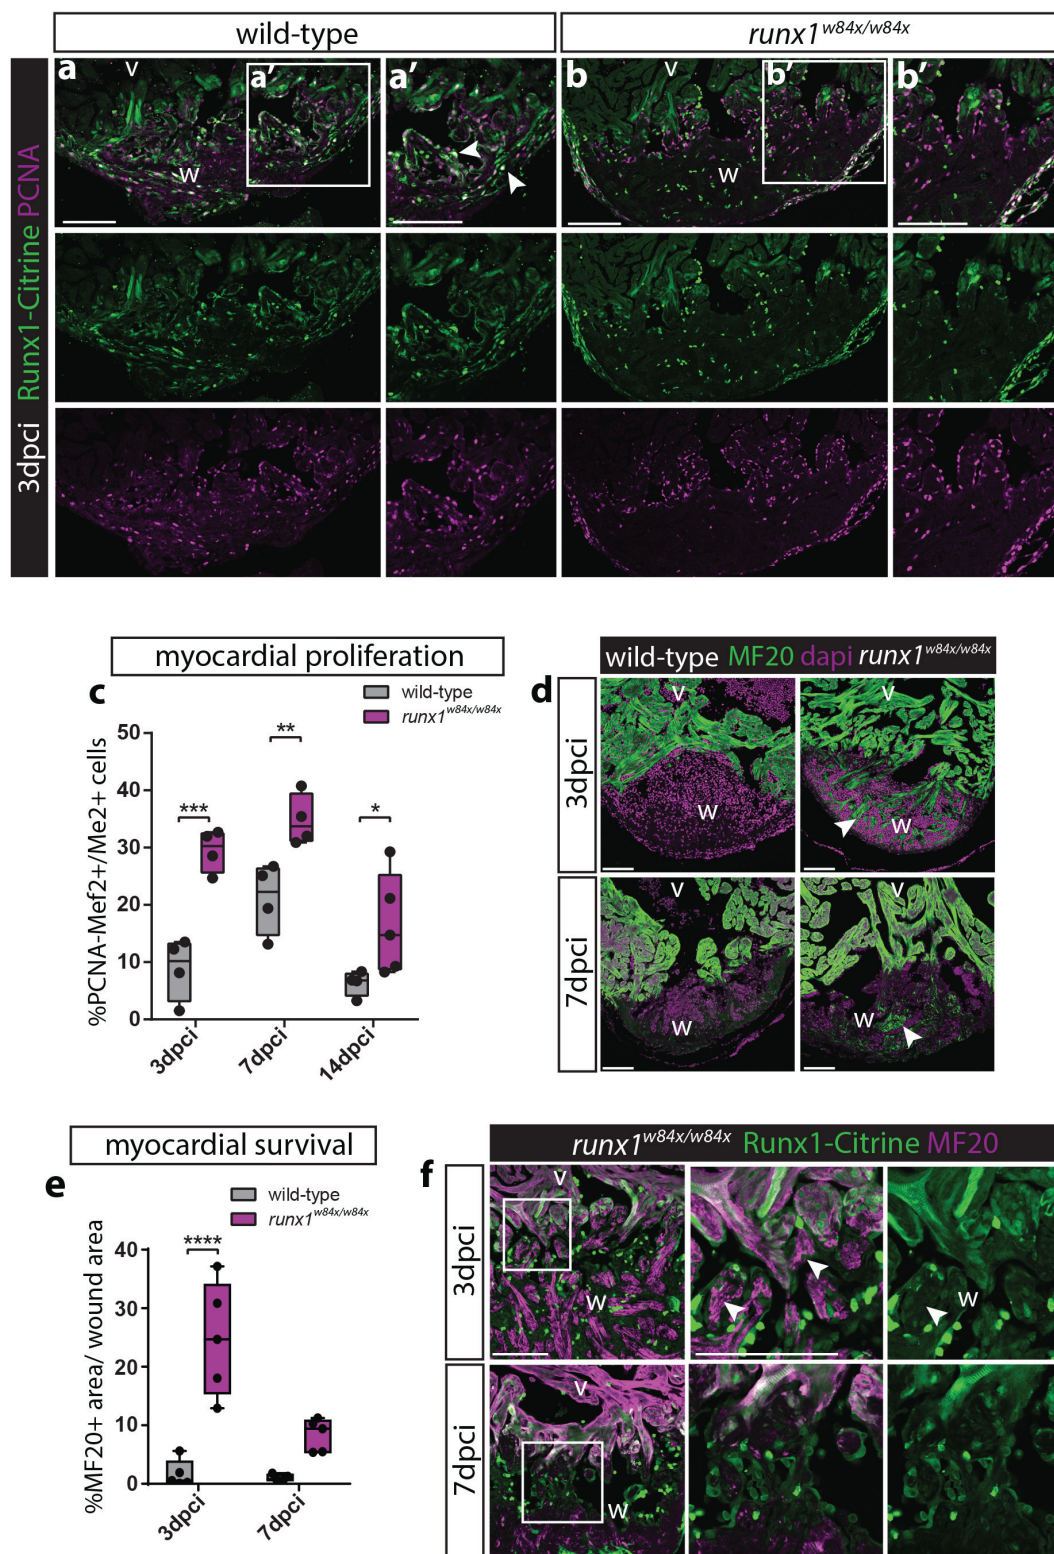 wild-type
runx1w84x/w84x
Runx1-Citrine PCNA
3dpci
a
v
a'
w
a'
b
v
b'
w
b'
myocardial proliferation
c
wild-type
runx1w84x/w84x
%PCNA-Mef2+/Me2+ cells
50
40
30
20
10
0
***
**
*
3dpci
7dpci
14dpci
d
wild-type MF20 dapi runx1w84x/w84x
3dpci
v
w
v
w
7dpci
v
w
v
w
myocardial survival
e
wild-type
runx1w84x/w84x
%MF20+ area/ wound area
40
30
20
10
0
****
3dpci
7dpci
f
runx1w84x/w84x Runx1-Citrine MF20
3dpci
v
w
w
7dpci
v
w